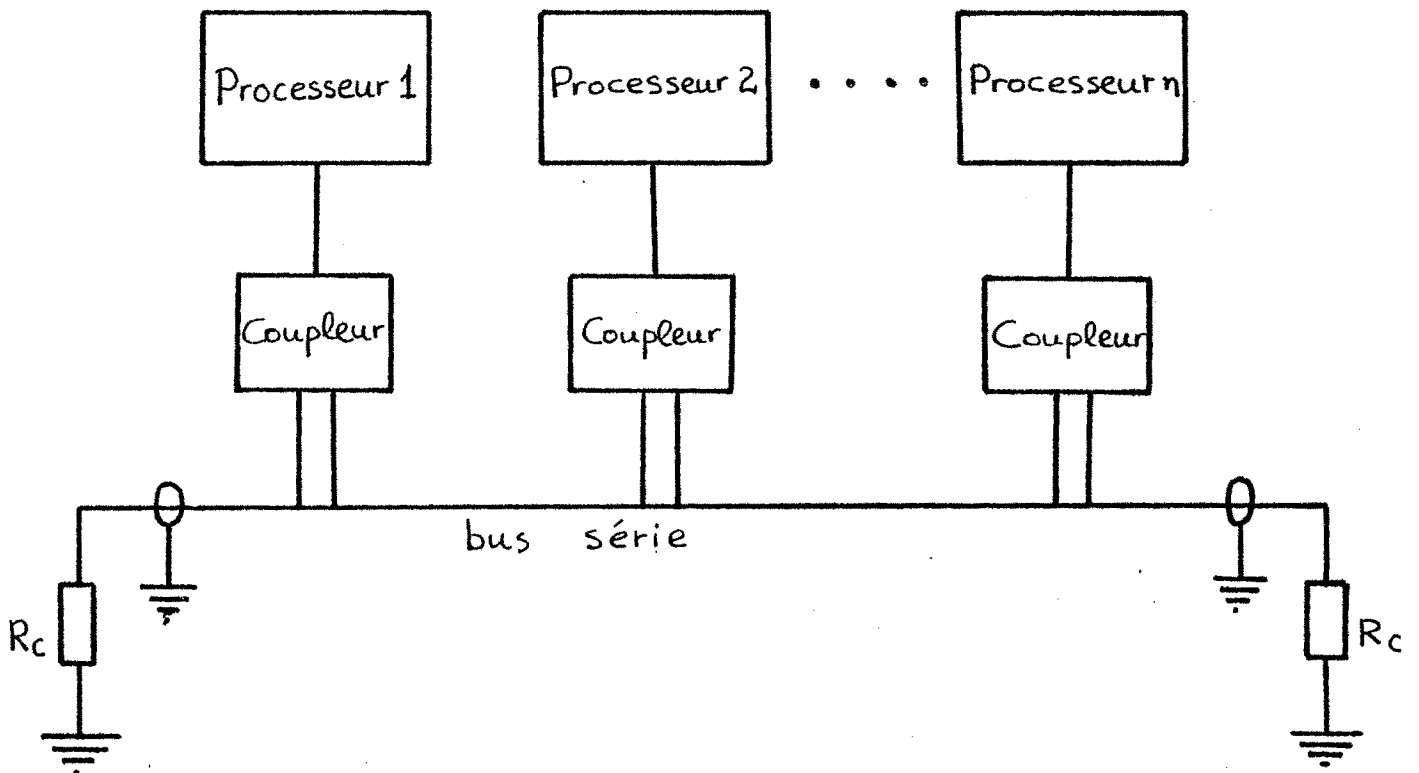 Processeur 1
Processeur 2
Processeur n
Coupleur
Coupleur
Coupleur
bus série
Rc
Rc